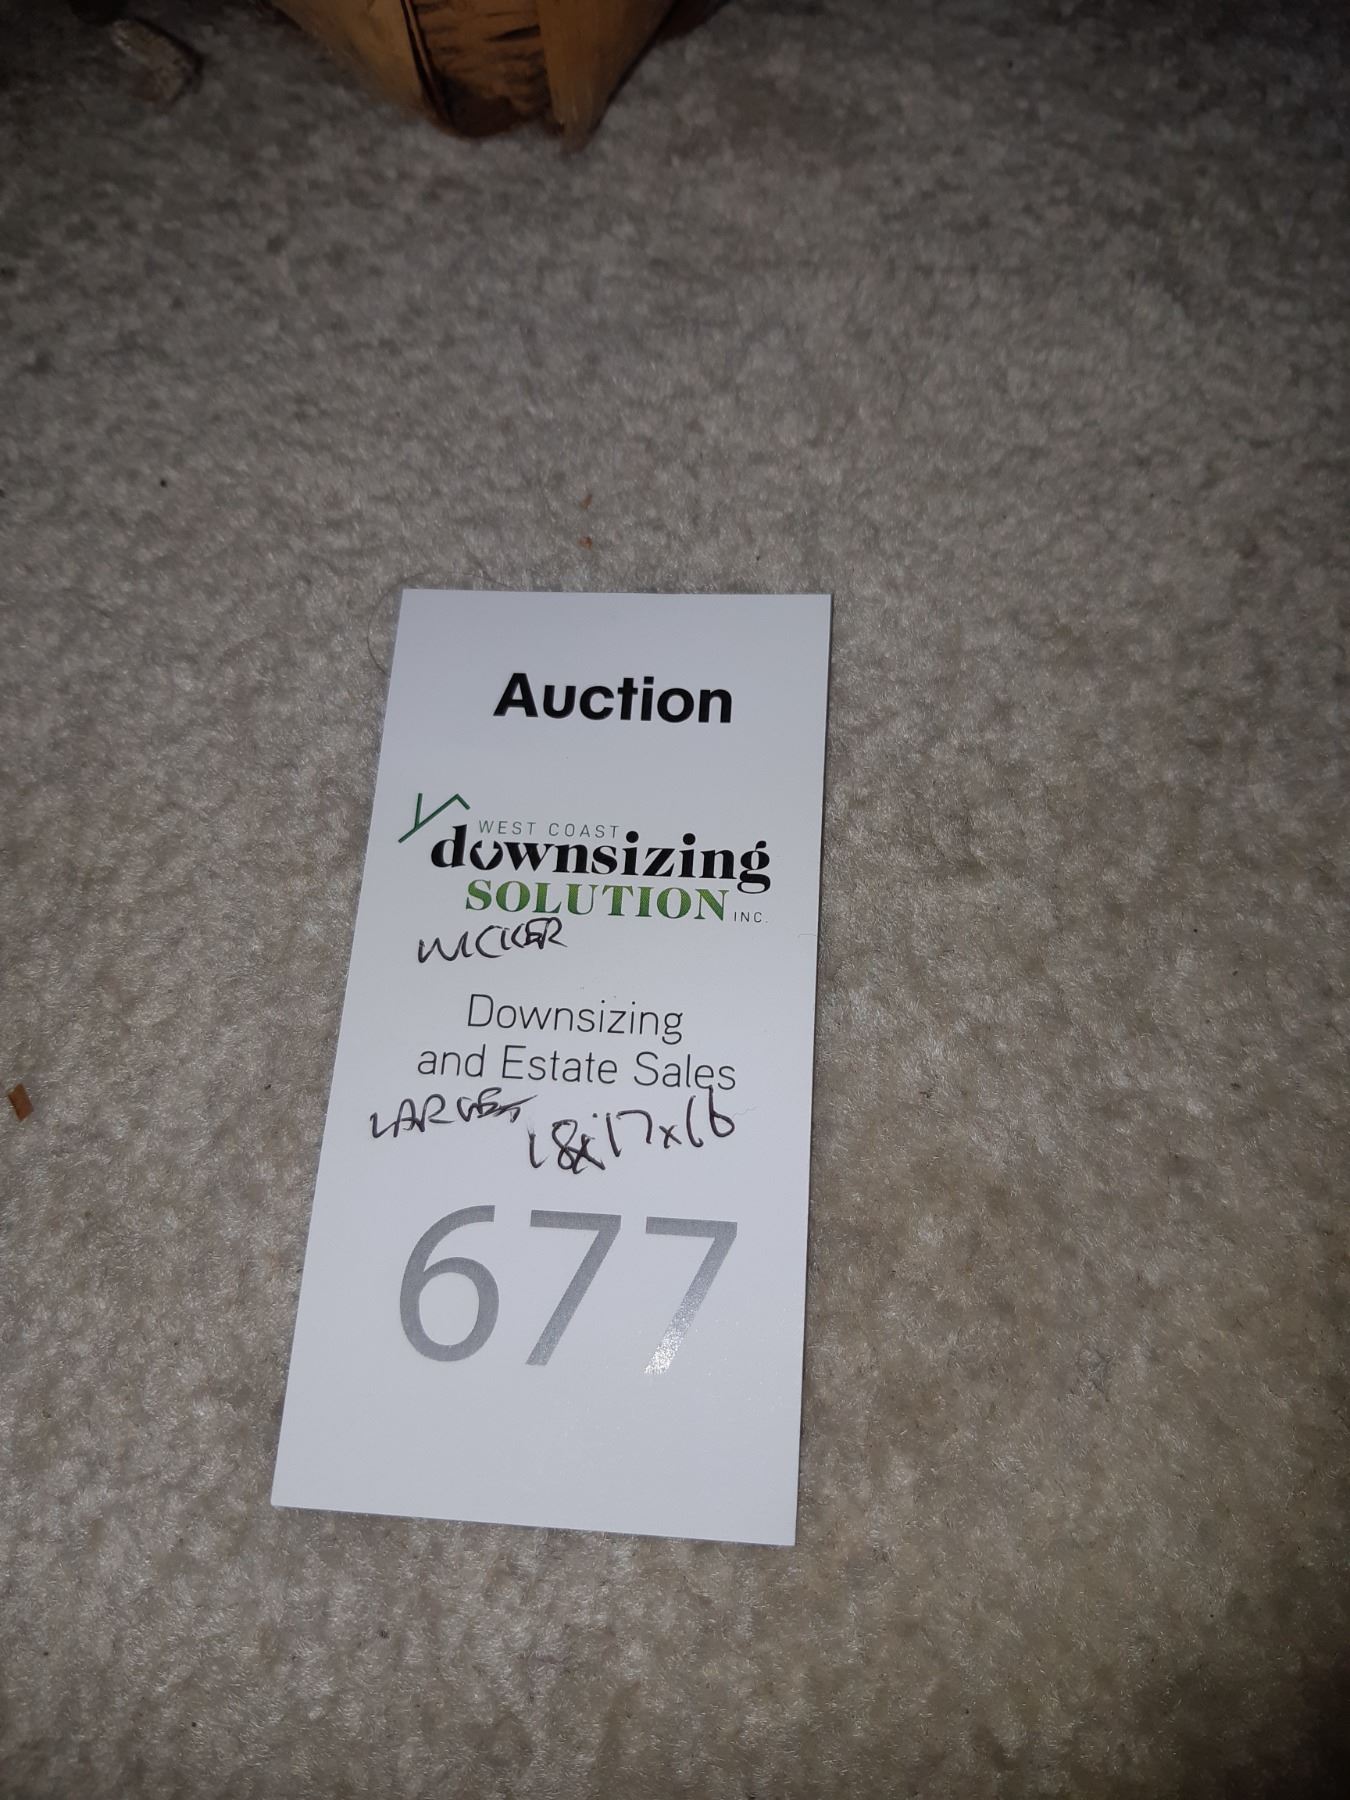 Auction
WEST COAST
downsizing
SOLUTION INC.
WICKER
Downsizing
and Estate Sales
LARGEST 18x17x16
677